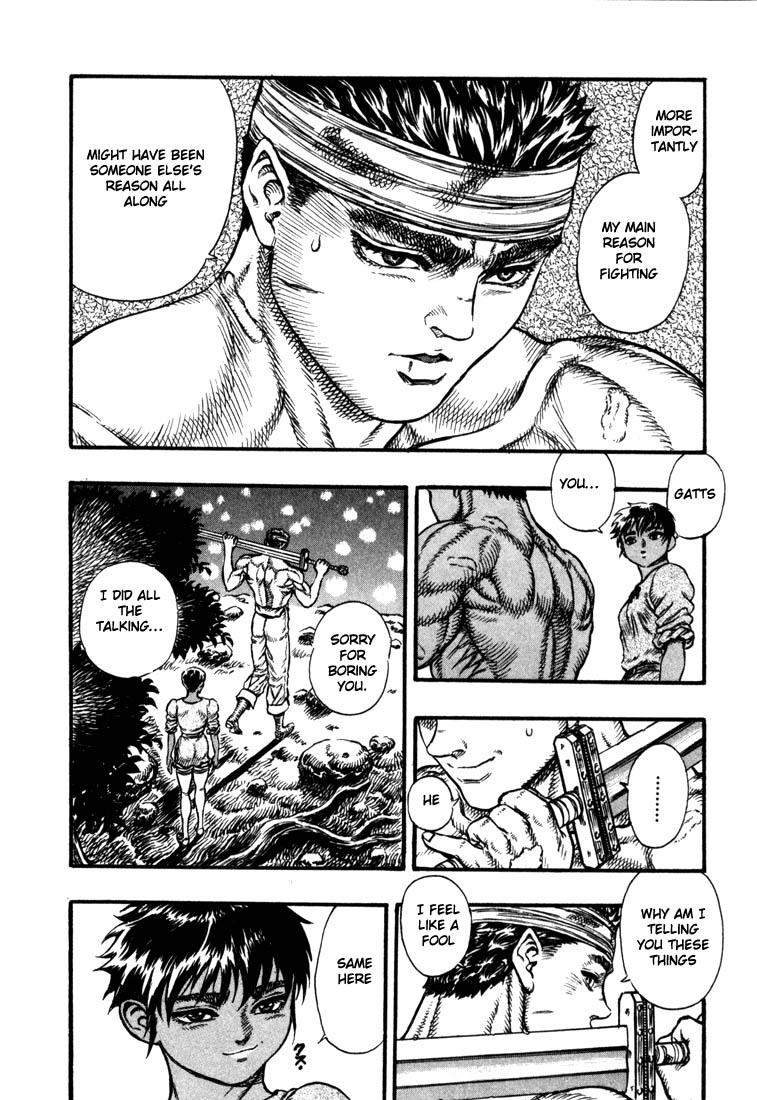 MORE
IMPOR-
TANTLY
MY MAIN
REASON
FOR
FIGHTING
MIGHT HAVE BEEN
SOMEONE ELSE'S
REASON ALL
ALONG
GATTS
YOU...
SORRY
FOR
BORING
YOU.
I DID ALL
THE
TALKING...
.........
HE
WHY AM I
TELLING
YOU THESE
THINGS
I FEEL
LIKE A
FOOL
SAME
HERE
クス